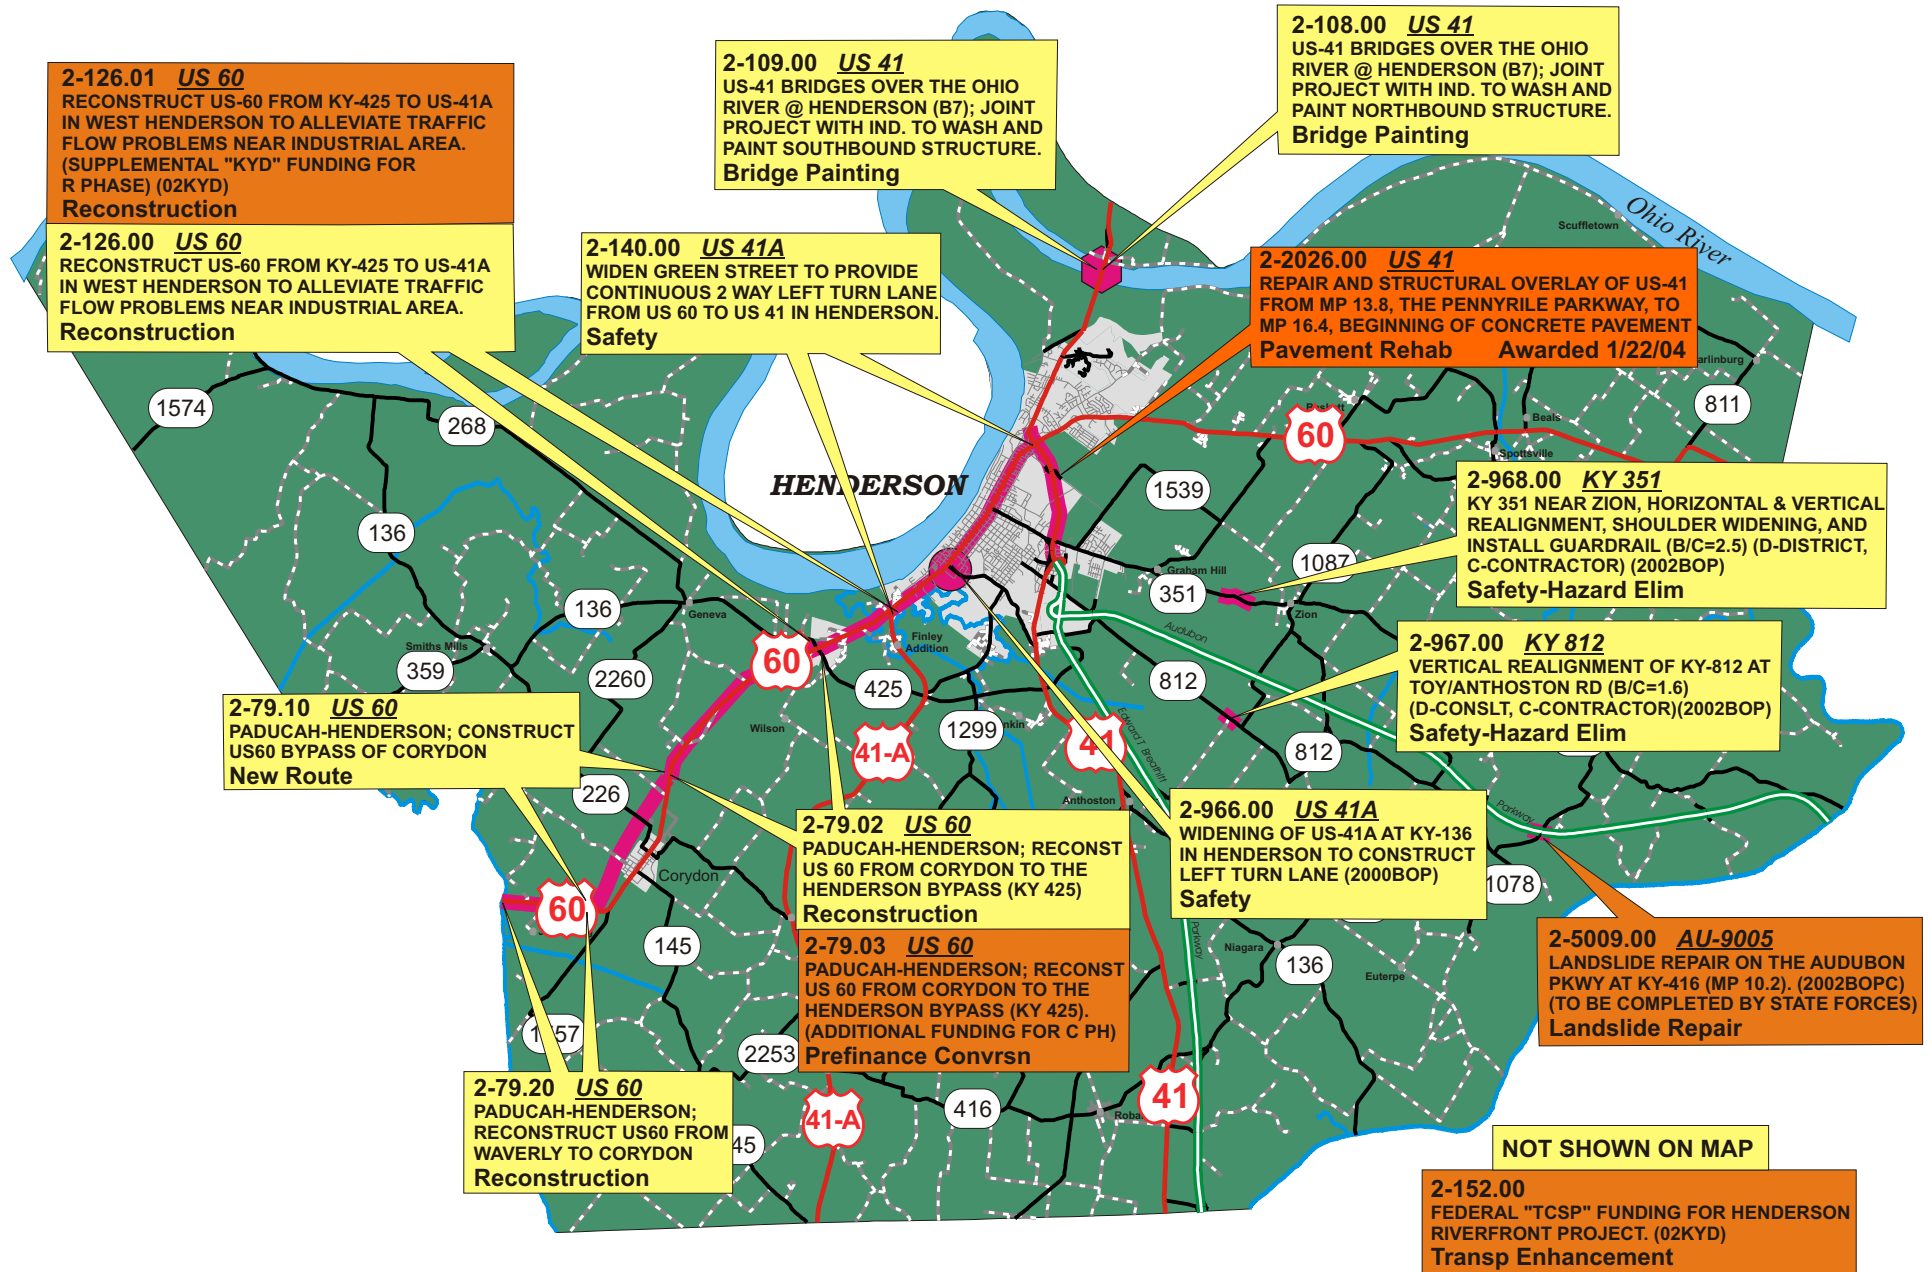 2-126.01 US 60
RECONSTRUCT US-60 FROM KY-425 TO US-41A
IN WEST HENDERSON TO ALLEVIATE TRAFFIC
FLOW PROBLEMS NEAR INDUSTRIAL AREA.
(SUPPLEMENTAL "KYD" FUNDING FOR
R PHASE) (02KYD)
Reconstruction
2-126.00 US 60
RECONSTRUCT US-60 FROM KY-425 TO US-41A
IN WEST HENDERSON TO ALLEVIATE TRAFFIC
FLOW PROBLEMS NEAR INDUSTRIAL AREA.
Reconstruction
2-109.00 US 41
US-41 BRIDGES OVER THE OHIO
RIVER @ HENDERSON (B7); JOINT
PROJECT WITH IND. TO WASH AND
PAINT SOUTHBOUND STRUCTURE.
Bridge Painting
2-108.00 US 41
US-41 BRIDGES OVER THE OHIO
RIVER @ HENDERSON (B7); JOINT
PROJECT WITH IND. TO WASH AND
PAINT NORTHBOUND STRUCTURE.
Bridge Painting
2-140.00 US 41A
WIDEN GREEN STREET TO PROVIDE
CONTINUOUS 2 WAY LEFT TURN LANE
FROM US 60 TO US 41 IN HENDERSON.
Safety
Scuffletown
Ohio River
2-2026.00 US 41
REPAIR AND STRUCTURAL OVERLAY OF US-41
FROM MP 13.8, THE PENNYRILE PARKWAY, TO
MP 16.4, BEGINNING OF CONCRETE PAVEMENT
Pavement Rehab Awarded 1/22/04
1574
268
811
60
Beals
Spottsville
HENDERSON
136
1539
2-968.00 KY 351
KY 351 NEAR ZION, HORIZONTAL & VERTICAL
REALIGNMENT, SHOULDER WIDENING, AND
INSTALL GUARDRAIL (B/C=2.5) (D-DISTRICT,
C-CONTRACTOR) (2002BOP)
Safety-Hazard Elim
Graham Hill
1087
351
Zion
136
Geneva
Audubon
Smiths Mills
359
2260
60
Finley
Addition
425
812
2-967.00 KY 812
VERTICAL REALIGNMENT OF KY-812 AT
TOY/ANTHOSTON RD (B/C=1.6)
(D-CONSLT, C-CONTRACTOR)(2002BOP)
Safety-Hazard Elim
2-79.10 US 60
PADUCAH-HENDERSON; CONSTRUCT
US60 BYPASS OF CORYDON
New Route
Wilson
41-A
1299
41
Edward T. Breathitt
812
226
Anthoston
Parkway
2-79.02 US 60
PADUCAH-HENDERSON; RECONST
US 60 FROM CORYDON TO THE
HENDERSON BYPASS (KY 425)
Reconstruction
2-966.00 US 41A
WIDENING OF US-41A AT KY-136
IN HENDERSON TO CONSTRUCT
LEFT TURN LANE (2000BOP)
Safety
Corydon
60
1078
2-79.03 US 60
PADUCAH-HENDERSON; RECONST
US 60 FROM CORYDON TO THE
HENDERSON BYPASS (KY 425).
(ADDITIONAL FUNDING FOR C PH)
Prefinance Convrsn
145
Parkway
Niagara
136
Euterpe
2-5009.00 AU-9005
LANDSLIDE REPAIR ON THE AUDUBON
PKWY AT KY-416 (MP 10.2). (2002BOPC)
(TO BE COMPLETED BY STATE FORCES)
Landslide Repair
2253
2-79.20 US 60
PADUCAH-HENDERSON;
RECONSTRUCT US60 FROM
WAVERLY TO CORYDON
Reconstruction
45
41-A
416
41
NOT SHOWN ON MAP
2-152.00
FEDERAL "TCSP" FUNDING FOR HENDERSON
RIVERFRONT PROJECT. (02KYD)
Transp Enhancement